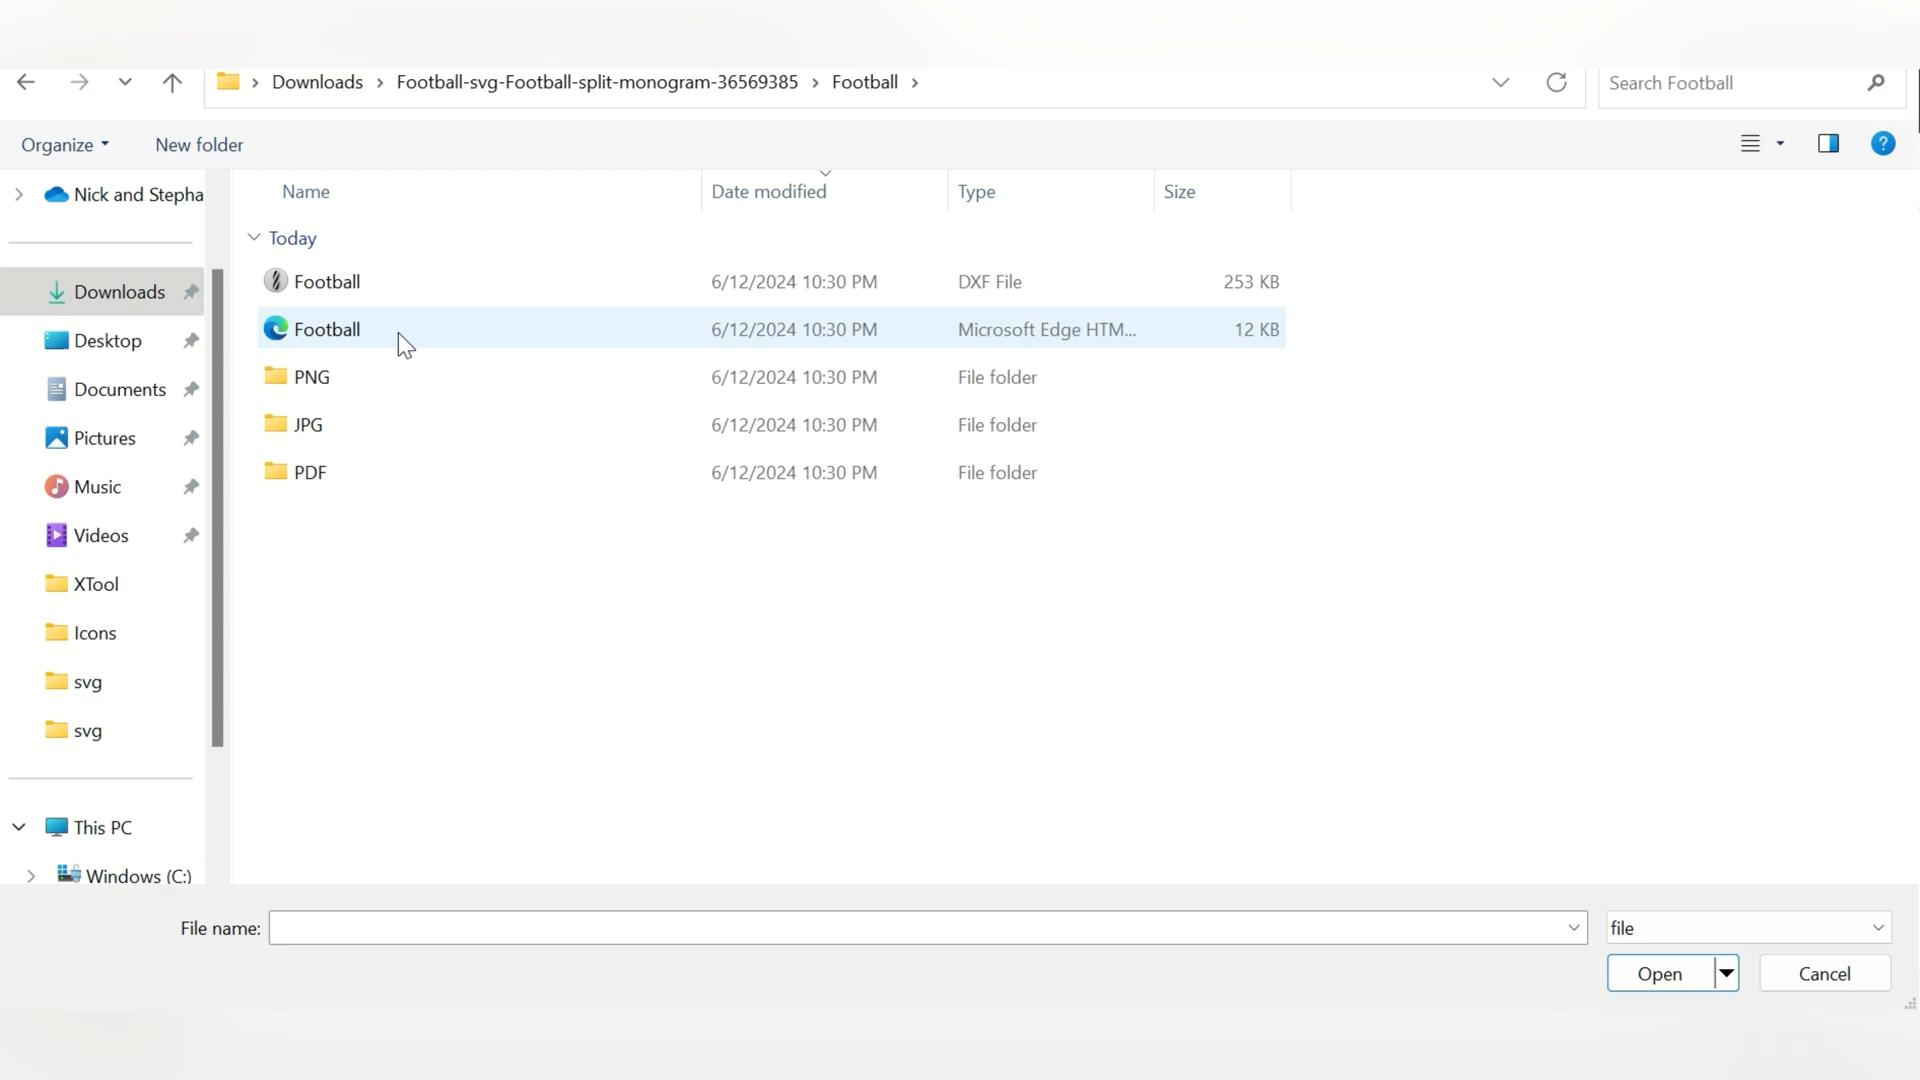 Downloads > Football-svg-Football-split-monogram-36569385 > Football >
Search Football
Organize
New folder
Nick and Stepha
Name
Date modified
Type
Size
Today
Football 6/12/2024 10:30 PM DXF File 253 KB
Football 6/12/2024 10:30 PM Microsoft Edge HTM... 12 KB
PNG 6/12/2024 10:30 PM File folder
JPG 6/12/2024 10:30 PM File folder
PDF 6/12/2024 10:30 PM File folder
Downloads
Desktop
Documents
Pictures
Music
Videos
XTool
Icons
svg
svg
This PC
Windows (C:)
File name:
file
Open
Cancel